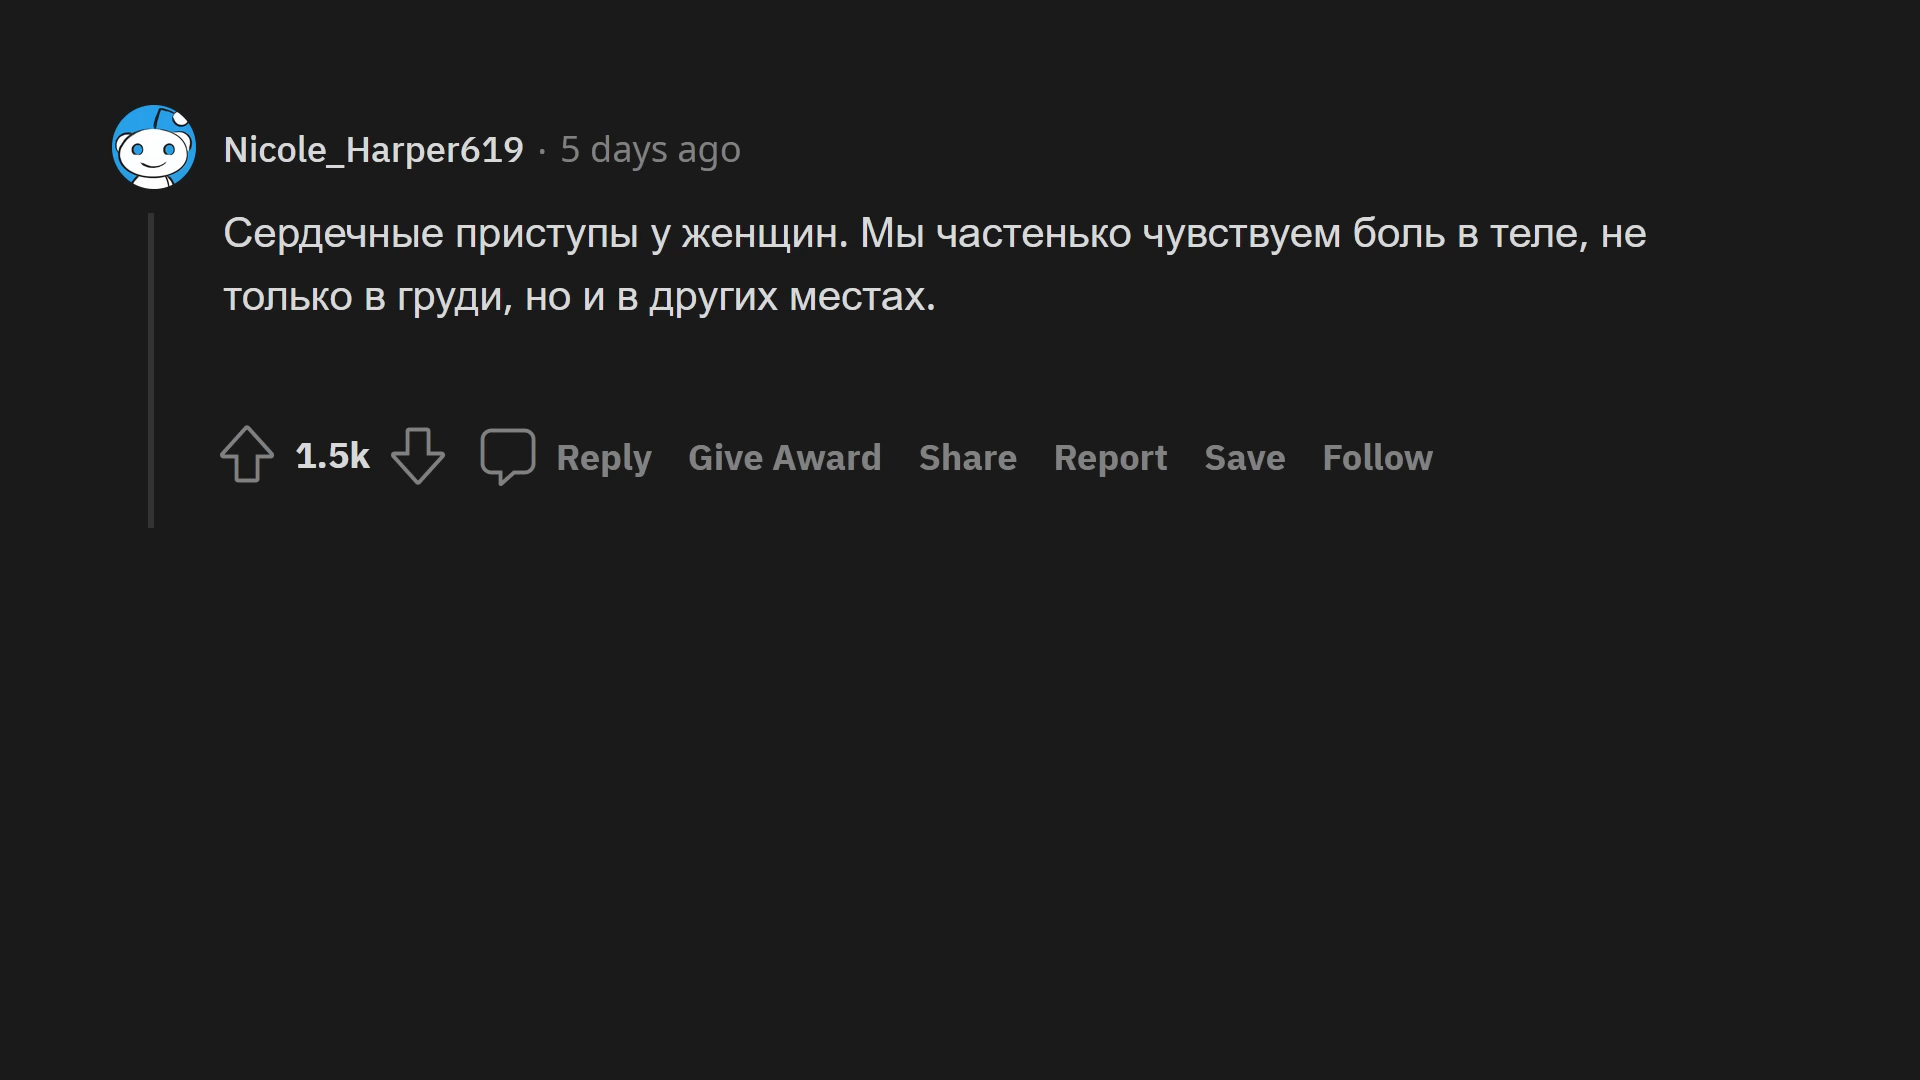 Nicole_Harper619 · 5 days ago
Сердечные приступы у женщин. Мы частенько чувствуем боль в теле, не
только в груди, но и в других местах.
1.5k Reply Give Award Share Report Save Follow